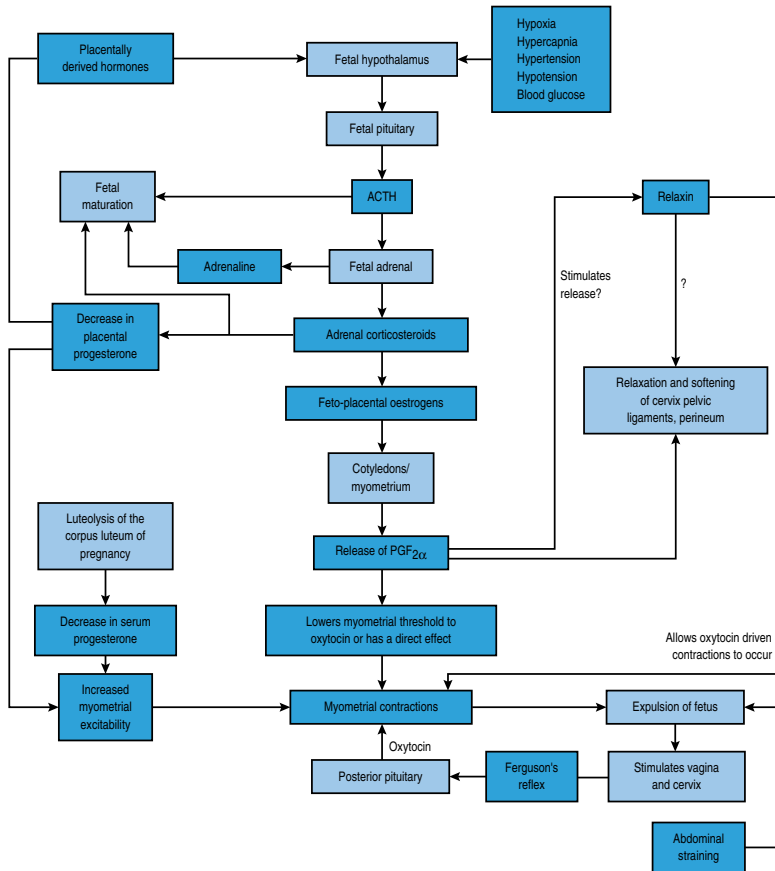 Placentally
derived hormones
Fetal hypothalamus
Hypoxia
Hypercapnia
Hypertension
Hypotension
Blood glucose
Fetal pituitary
Fetal
maturation
ACTH
Relaxin
Adrenaline
Fetal adrenal
Stimulates
release?
?
Decrease in
placental
progesterone
Adrenal corticosteroids
Relaxation and softening
of cervix pelvic
ligaments, perineum
Feto-placental oestrogens
Cotyledons/
myometrium
Luteolysis of the
corpus luteum of
pregnancy
Release of PGF2α
Decrease in serum
progesterone
Lowers myometrial threshold to
oxytocin or has a direct effect
Allows oxytocin driven
contractions to occur
Increased
myometrial
excitability
Myometrial contractions
Expulsion of fetus
Oxytocin
Posterior pituitary
Ferguson's
reflex
Stimulates vagina
and cervix
Abdominal
straining